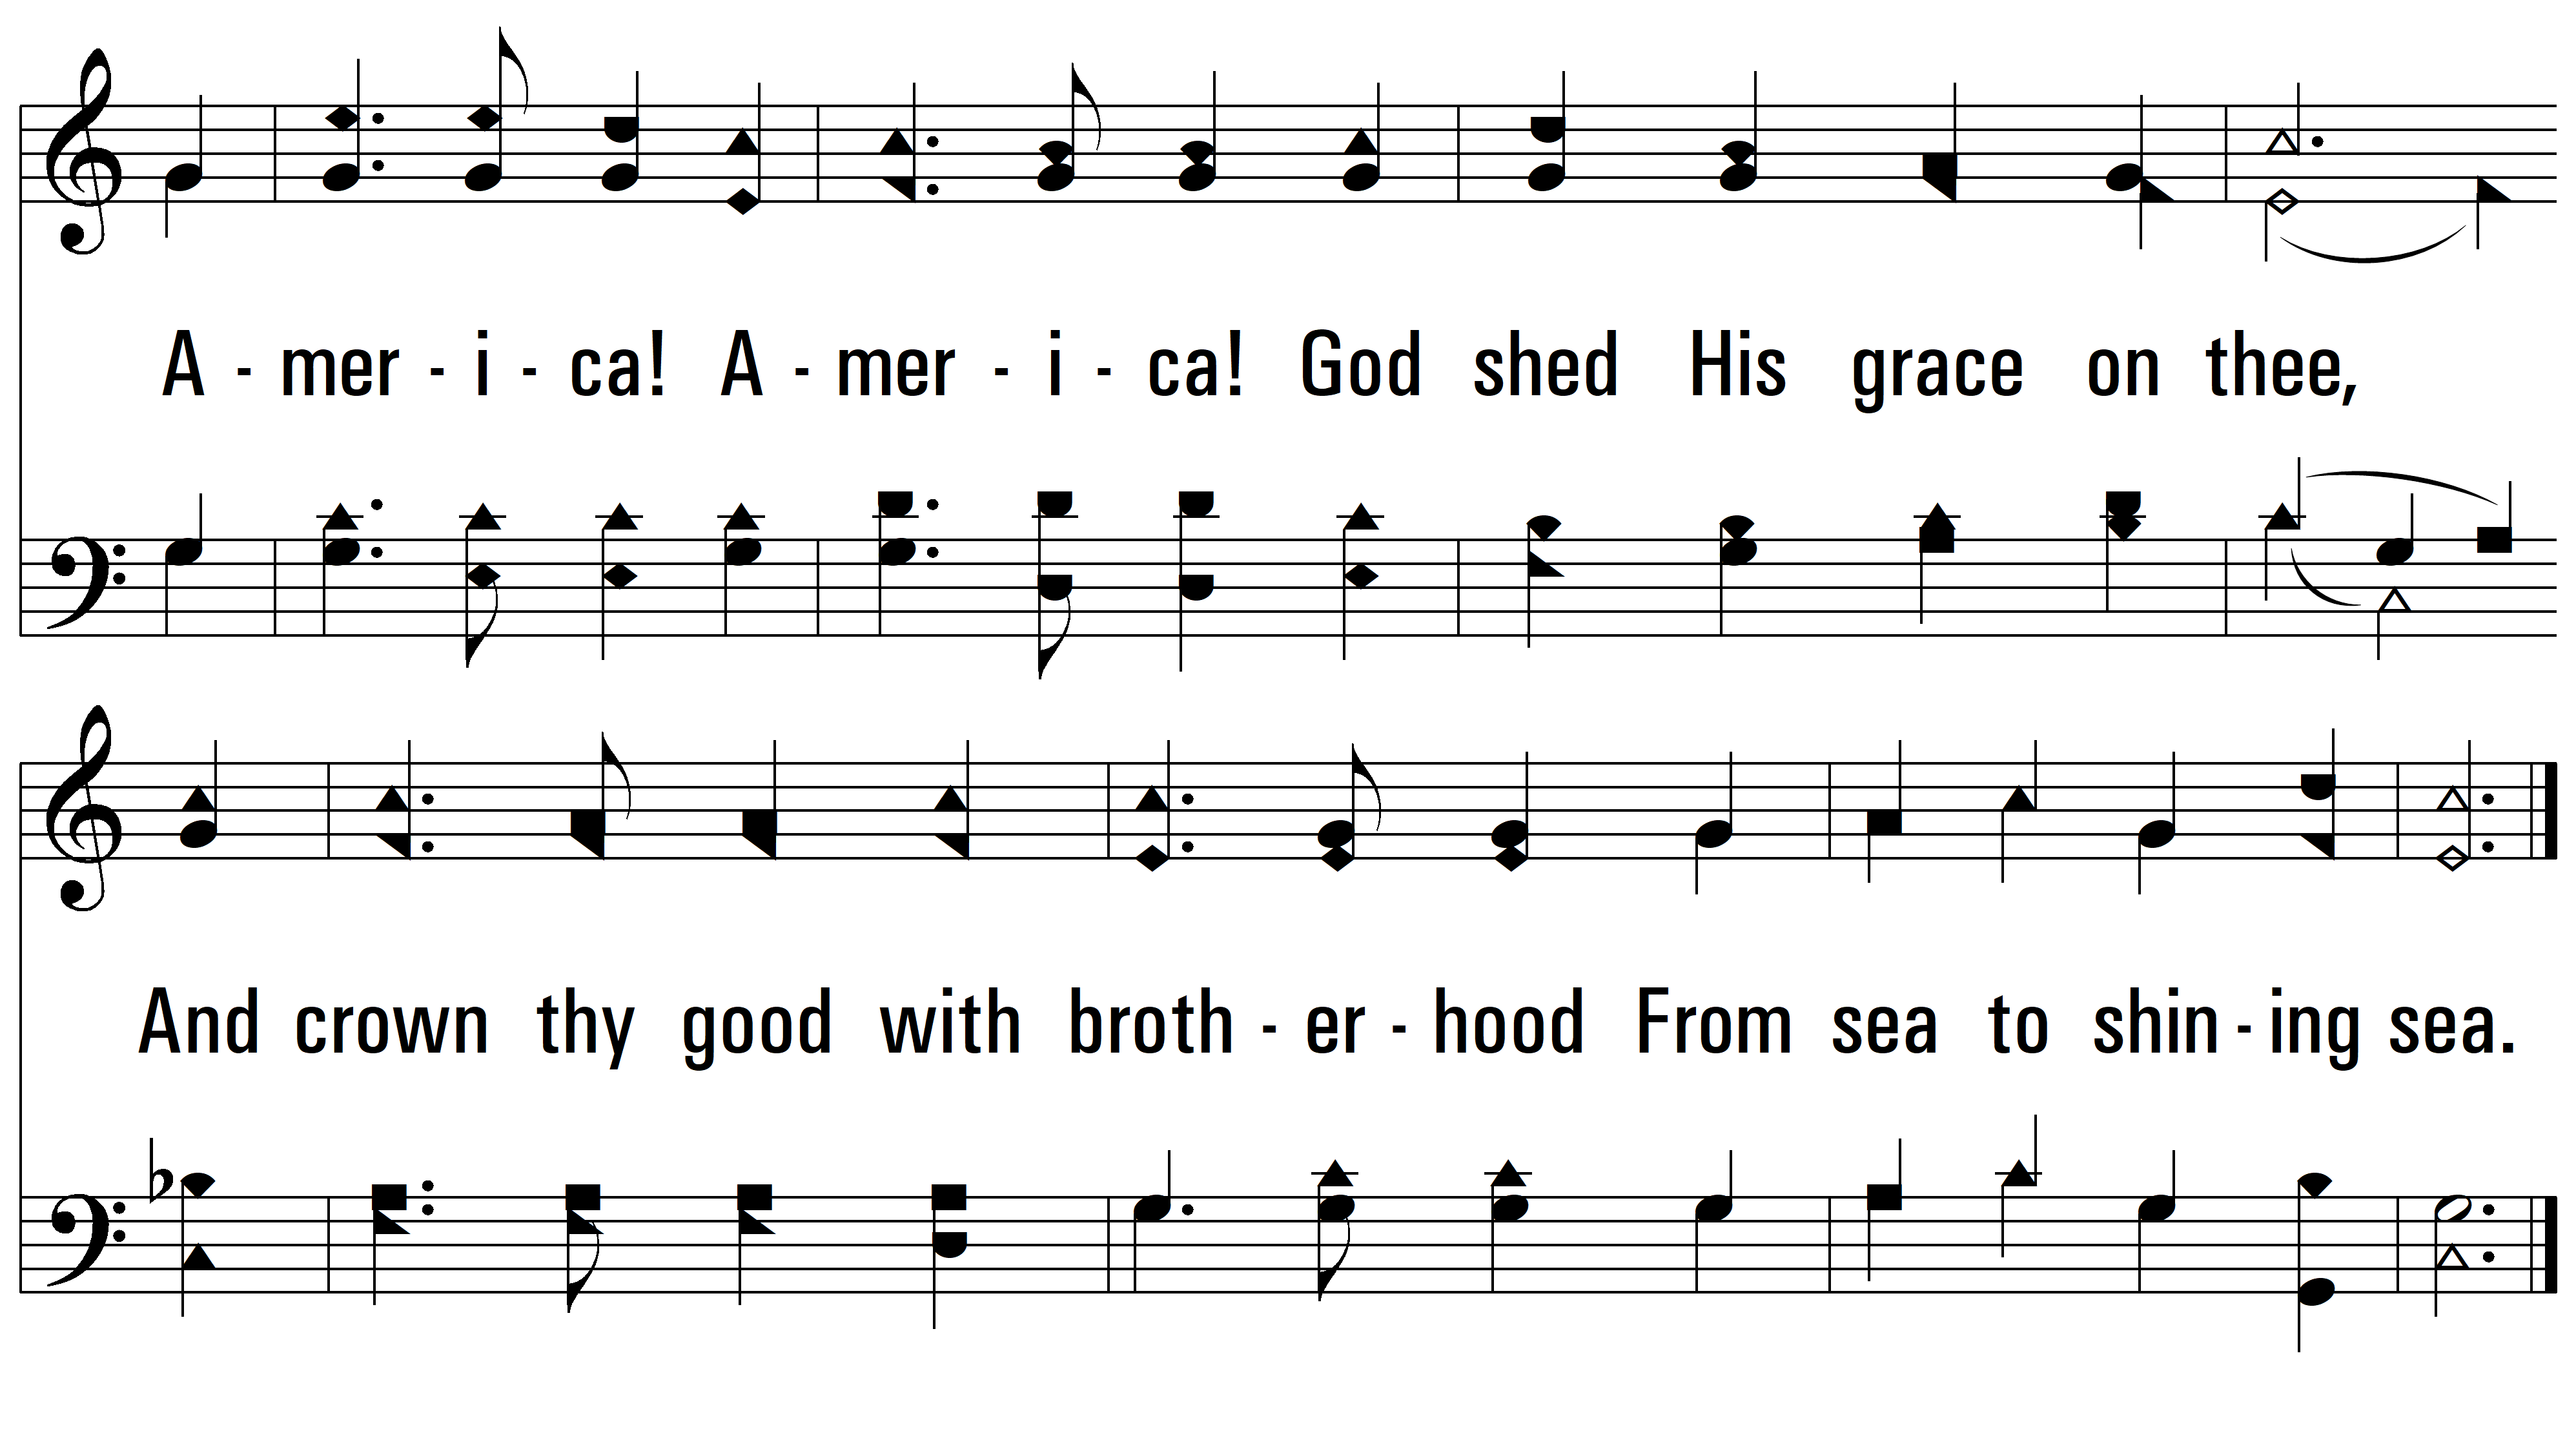 A - mer - i - ca! A - mer - i - ca! God shed His grace on thee,
And crown thy good with broth - er - hood From sea to shin - ing sea.